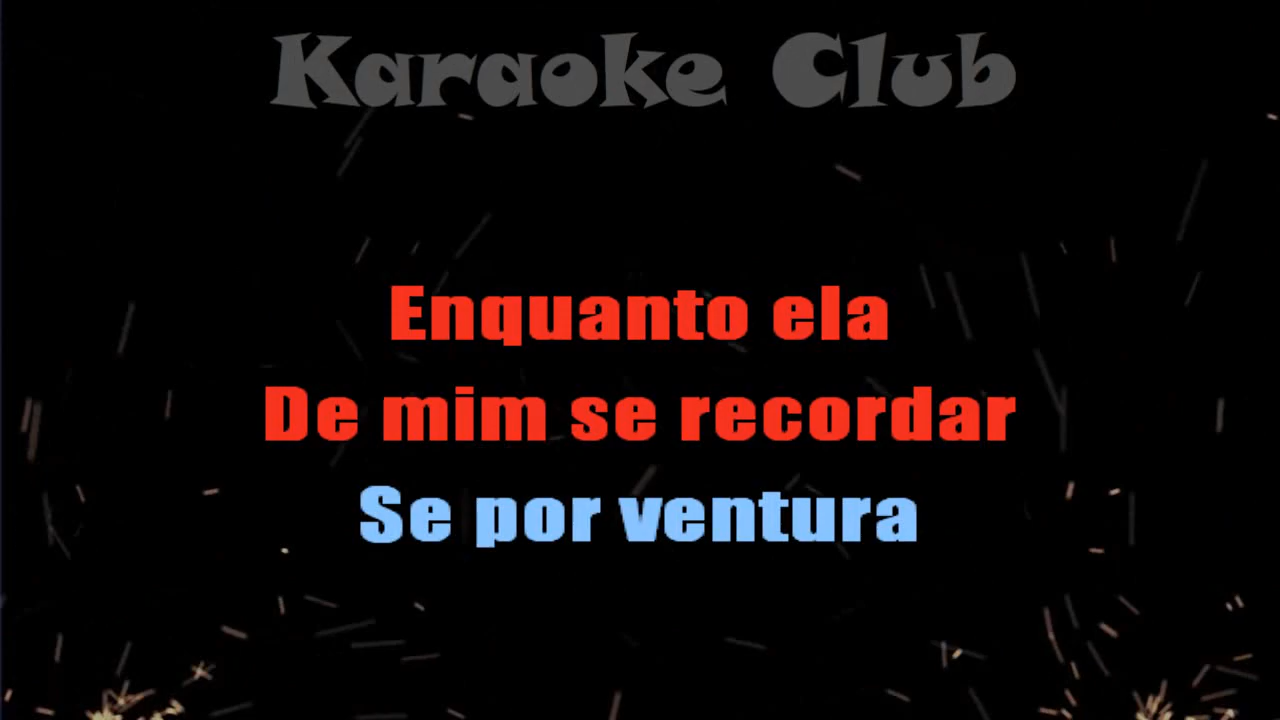 Karaoke Club
Enquanto ela
De mim se recordar
Se por ventura